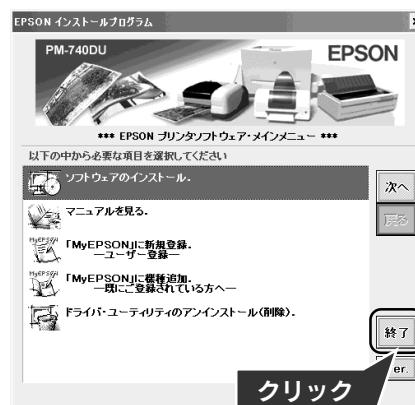 EPSON インストールプログラム
PM-740DU
EPSON
*** EPSON プリンタソフトウェア・メインメニュー ***
以下の中から必要な項目を選択してください
ソフトウェアのインストール.
マニュアルを見る.
「MyEPSON」に新規登録.
―ユーザー登録―
「MyEPSON」に機種追加.
―既にご登録されている方へ―
ドライバ・ユーティリティのアンインストール(削除).
次へ
戻る
終了
er.
クリック